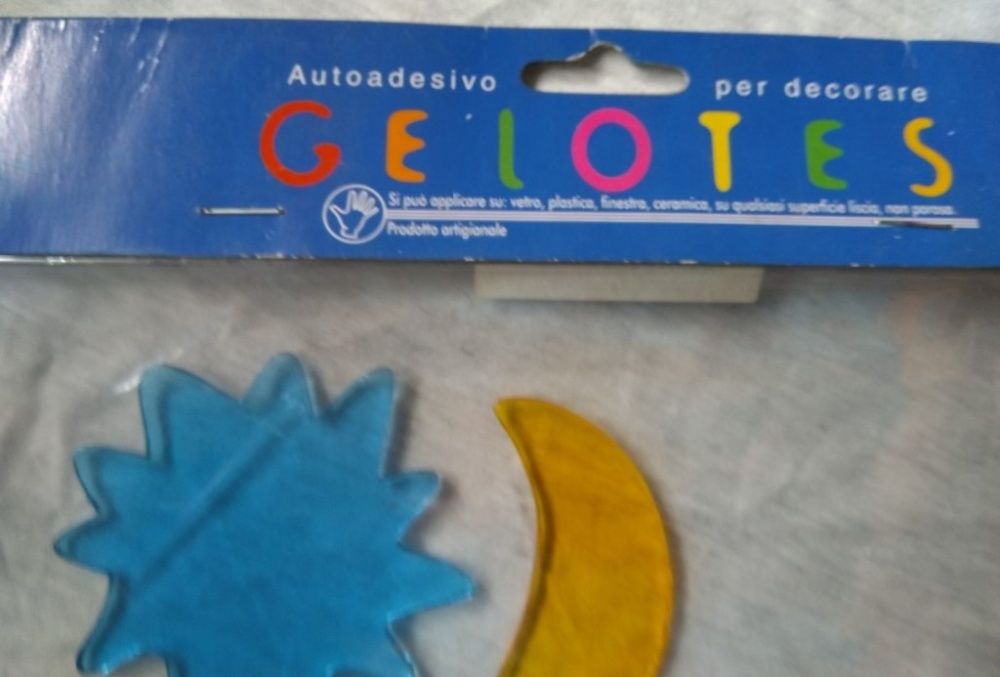 Autoadesivo per decorare
GELOTES
Si può applicare su: vetro, plastica, finestra, ceramica, su qualsiasi superficie liscia, non porosa.
Prodotto artigianale